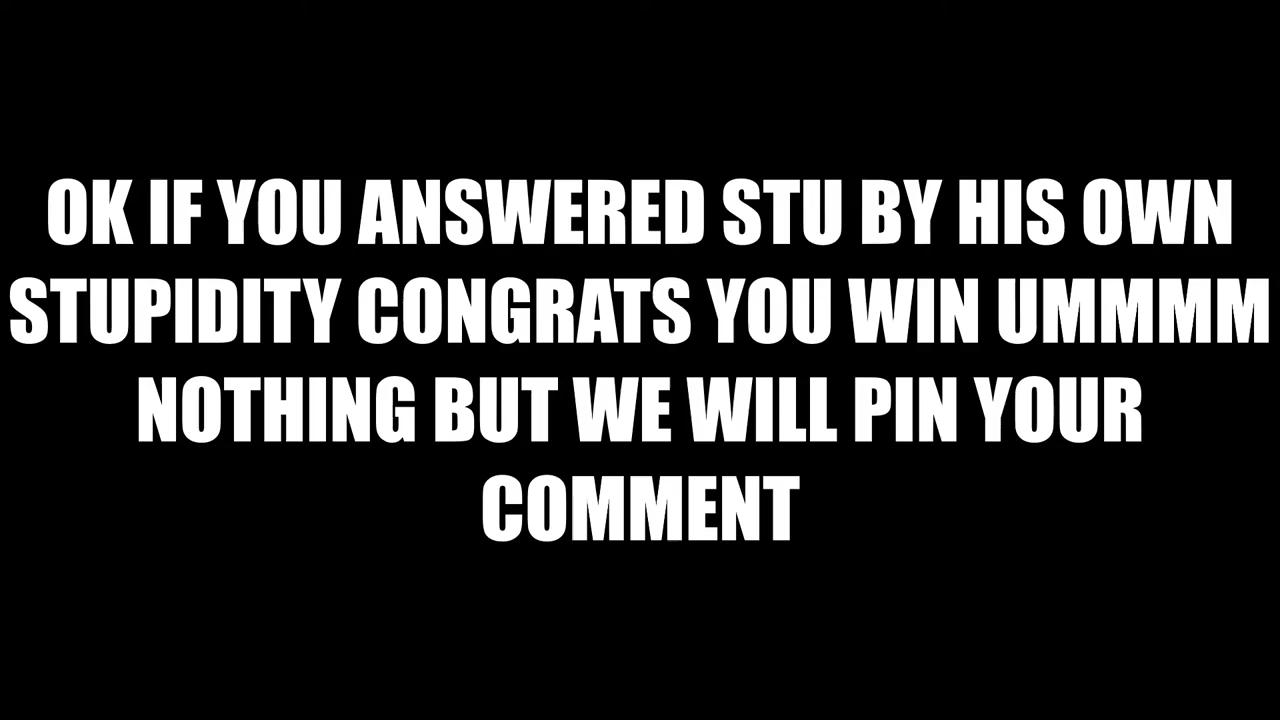 OK IF YOU ANSWERED STU BY HIS OWN
STUPIDITY CONGRATS YOU WIN UMMMM
NOTHING BUT WE WILL PIN YOUR
COMMENT